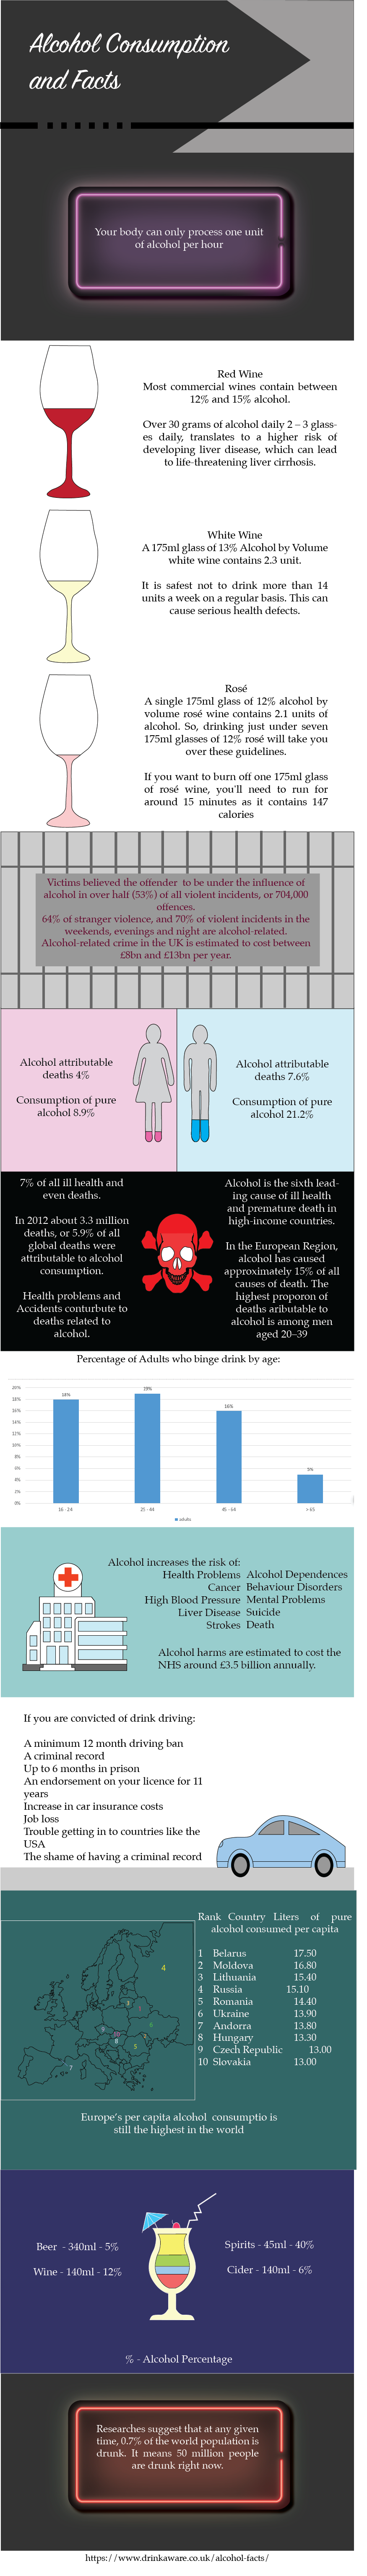 Alcohol Consumption
and Facts
Your body can only process one unit
of alcohol per hour
Red Wine
Most commercial wines contain between
12% and 15% alcohol.
Over 30 grams of alcohol daily 2 – 3 glass-
es daily, translates to a higher risk of
developing liver disease, which can lead
to life-threatening liver cirrhosis.
White Wine
A 175ml glass of 13% Alcohol by Volume
white wine contains 2.3 unit.
It is safest not to drink more than 14
units a week on a regular basis. This can
cause serious health defects.
Rosé
A single 175ml glass of 12% alcohol by
volume rosé wine contains 2.1 units of
alcohol. So, drinking just under seven
175ml glasses of 12% rosé will take you
over these guidelines.
If you want to burn off one 175ml glass
of rosé wine, you'll need to run for
around 15 minutes as it contains 147
calories
Victims believed the offender to be under the influence of
alcohol in over half (53%) of all violent incidents, or 704,000
offences.
64% of stranger violence, and 70% of violent incidents in the
weekends, evenings and night are alcohol-related.
Alcohol-related crime in the UK is estimated to cost between
£8bn and £13bn per year.
Alcohol attributable
deaths 4%
Consumption of pure
alcohol 8.9%
Alcohol attributable
deaths 7.6%
Consumption of pure
alcohol 21.2%
7% of all ill health and
even deaths.
In 2012 about 3.3 million
deaths, or 5.9% of all
global deaths were
attributable to alcohol
consumption.
Health problems and
Accidents conturbute to
deaths related to
alcohol.
Alcohol is the sixth lead-
ing cause of ill health
and premature death in
high-income countries.
In the European Region,
alcohol has caused
approximately 15% of all
causes of death. The
highest proporon of
deaths aributable to
alcohol is among men
aged 20–39
Percentage of Adults who binge drink by age:
20%
18%
16%
14%
12%
10%
8%
6%
4%
2%
0%
18%
19%
16%
5%
16 - 24
25 - 44
45 - 64
> 65
adults
Alcohol increases the risk of:
Health Problems
Cancer
High Blood Pressure
Liver Disease
Strokes
Alcohol Dependences
Behaviour Disorders
Mental Problems
Suicide
Death
Alcohol harms are estimated to cost the
NHS around £3.5 billion annually.
If you are convicted of drink driving:
A minimum 12 month driving ban
A criminal record
Up to 6 months in prison
An endorsement on your licence for 11
years
Increase in car insurance costs
Job loss
Trouble getting in to countries like the
USA
The shame of having a criminal record
Rank Country Liters of pure
alcohol consumed per capita
1 Belarus 17.50
2 Moldova 16.80
3 Lithuania 15.40
4 Russia 15.10
5 Romania 14.40
6 Ukraine 13.90
7 Andorra 13.80
8 Hungary 13.30
9 Czech Republic 13.00
10 Slovakia 13.00
4
6
8
5
7
Europe's per capita alcohol consumptio is
still the highest in the world
Beer - 340ml - 5%
Wine - 140ml - 12%
Spirits - 45ml - 40%
Cider - 140ml - 6%
% - Alcohol Percentage
Researches suggest that at any given
time, 0.7% of the world population is
drunk. It means 50 million people
are drunk right now.
https://www.drinkaware.co.uk/alcohol-facts/